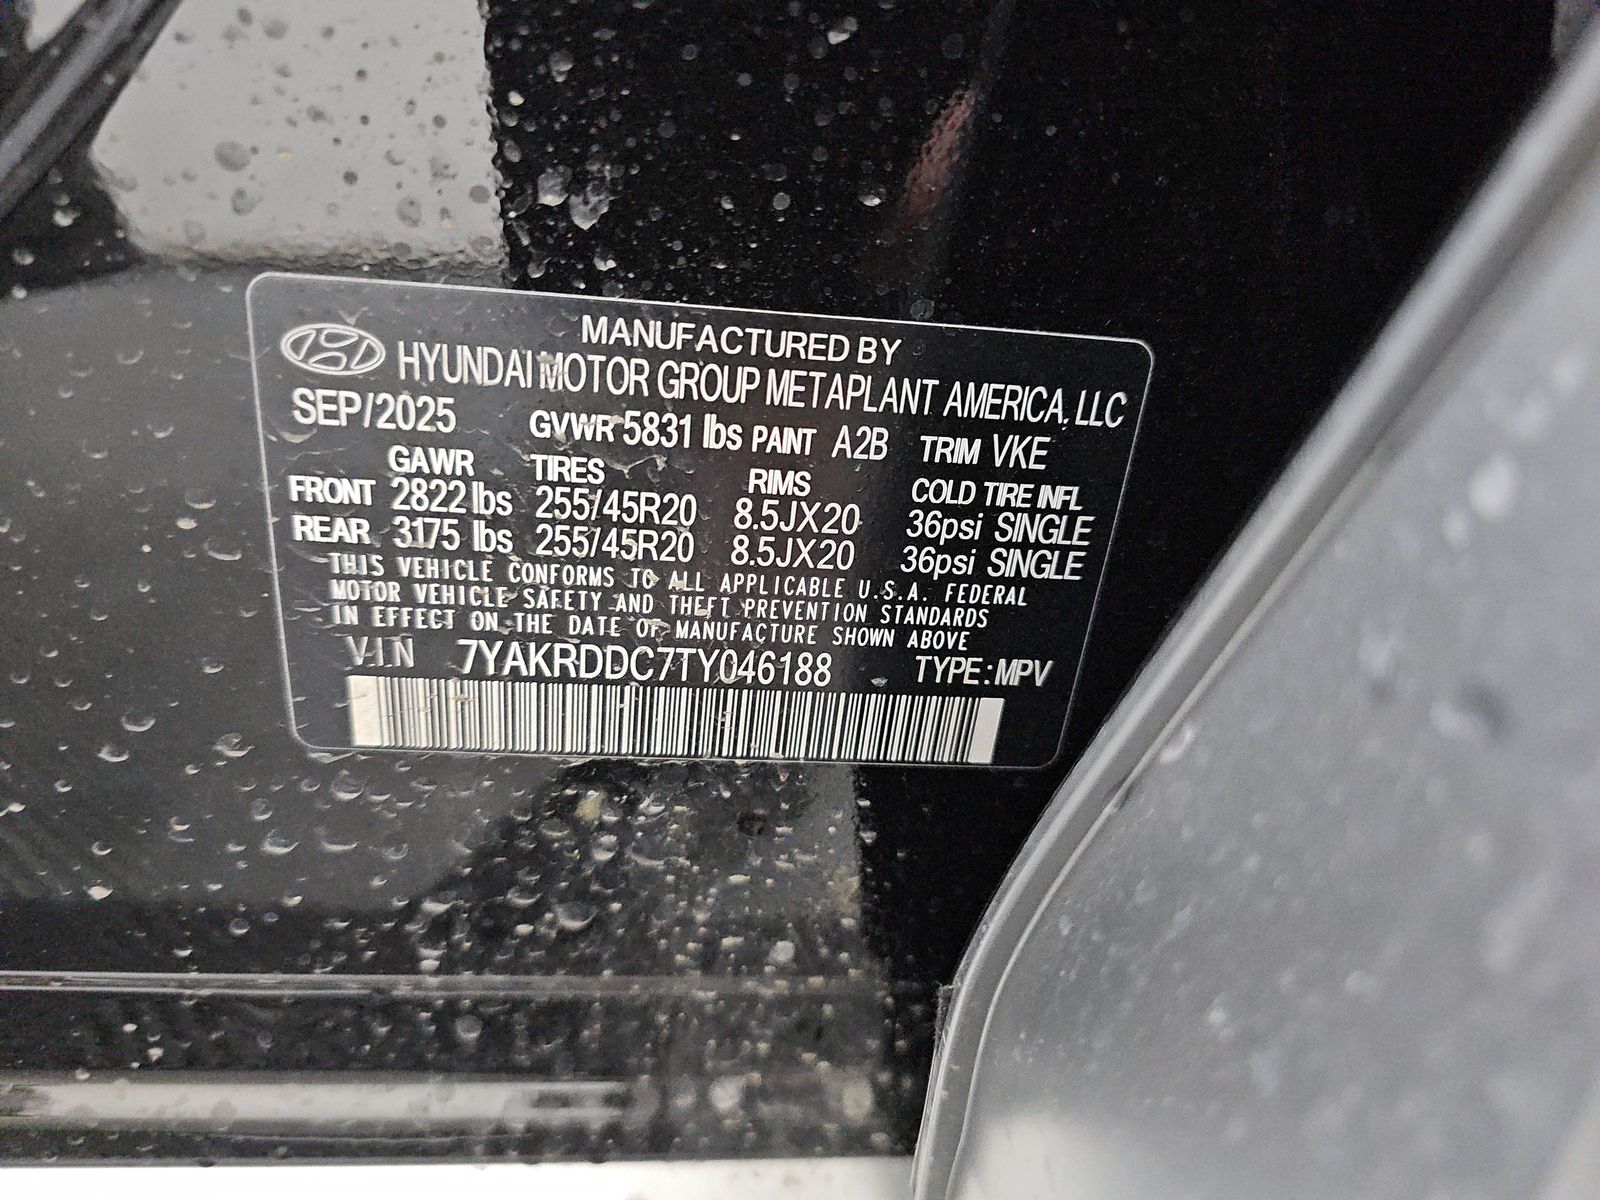 MANUFACTURED BY
HYUNDAI MOTOR GROUP METAPLANT AMERICA, LLC
SEP/2025 GVWR 5831 lbs PAINT A2B TRIM VKE
GAWR TIRES RIMS COLD TIRE INFL
FRONT 2822 lbs 255/45R20 8.5JX20 36psi SINGLE
REAR 3175 lbs 255/45R20 8.5JX20 36psi SINGLE
THIS VEHICLE CONFORMS TO ALL APPLICABLE U.S.A. FEDERAL
MOTOR VEHICLE SAFETY AND THEFT PREVENTION STANDARDS
IN EFFECT ON THE DATE OF MANUFACTURE SHOWN ABOVE
VIN 7YAKRDDC7TY046188 TYPE: MPV